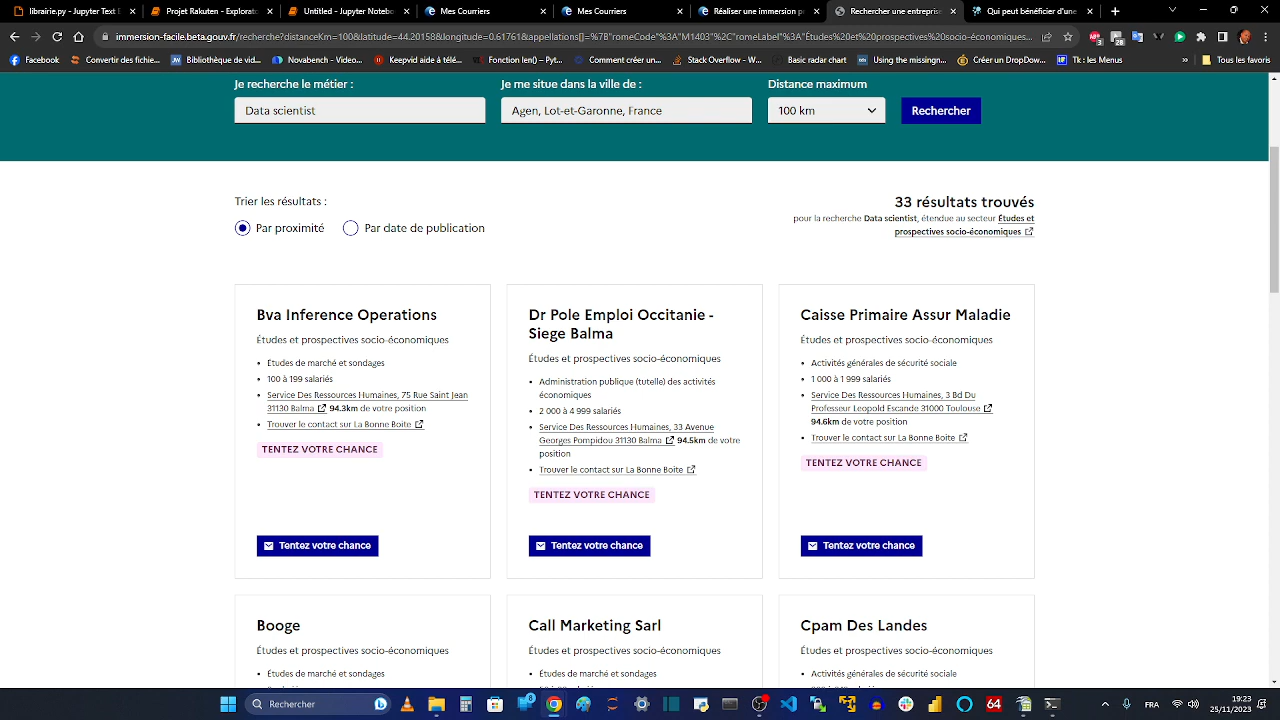 librairie.py - Jupyter Text E
Projet Rakuten - Explorato
Untitled - Jupyter Notebo
Mes Courriers
Mes Courriers
Réaliser une immersion p
Rechercher une entreprise
Qui peut bénéficier d'une
immersion-facile.beta.gouv.fr/recherche?distanceKm=100&latitude=44.20158&longitude=0.61761&appellations[]=%7B"romeCode%3A"M1403"%2C"romeLabel"%3A"Études%20et%20prospectives%20socio-économiques...
Facebook
Convertir des fichie...
Bibliothèque de vid...
Novabench - Video...
Keepvid aide à télé...
Fonction len() – Pyt...
Comment créer un...
Stack Overflow - W...
Basic radar chart
Using the missingn...
Créer un DropDow...
Tk : les Menus
»
Tous les favoris
Je recherche le métier :
Je me situe dans la ville de :
Distance maximum
Data scientist
Agen, Lot-et-Garonne, France
100 km
Rechercher
Trier les résultats :
Par proximité
Par date de publication
33 résultats trouvés
pour la recherche Data scientist, étendue au secteur Études et
prospectives socio-économiques
Bva Inference Operations
Études et prospectives socio-économiques
• Études de marché et sondages
• 100 à 199 salariés
• Service Des Ressources Humaines, 75 Rue Saint Jean
31130 Balma 94.3km de votre position
• Trouver le contact sur La Bonne Boite
TENTEZ VOTRE CHANCE
Tentez votre chance
Dr Pole Emploi Occitanie -
Siege Balma
Études et prospectives socio-économiques
• Administration publique (tutelle) des activités
économiques
• 2 000 à 4 999 salariés
• Service Des Ressources Humaines, 33 Avenue
Georges Pompidou 31130 Balma 94.5km de votre
position
• Trouver le contact sur La Bonne Boite
TENTEZ VOTRE CHANCE
Tentez votre chance
Caisse Primaire Assur Maladie
Études et prospectives socio-économiques
• Activités générales de sécurité sociale
• 1 000 à 1 999 salariés
• Service Des Ressources Humaines, 3 Bd Du
Professeur Leopold Escande 31000 Toulouse
94.6km de votre position
• Trouver le contact sur La Bonne Boite
TENTEZ VOTRE CHANCE
Tentez votre chance
Booge
Études et prospectives socio-économiques
• Études de marché et sondages
Call Marketing Sarl
Études et prospectives socio-économiques
• Études de marché et sondages
Cpam Des Landes
Études et prospectives socio-économiques
• Activités générales de sécurité sociale
Rechercher
64
FRA
19:23
25/11/2023